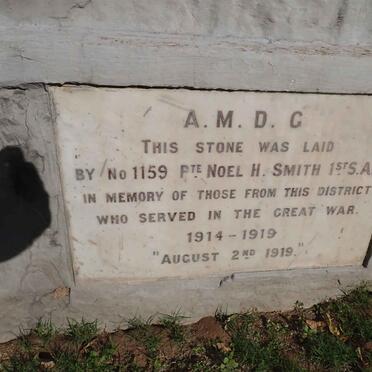 A. M. D. G
THIS STONE WAS LAID
BY No 1159 PTE NOEL H. SMITH 1ST S.A.
IN MEMORY OF THOSE FROM THIS DISTRICT
WHO SERVED IN THE GREAT WAR.
1914 - 1919
"AUGUST 2ND 1919."